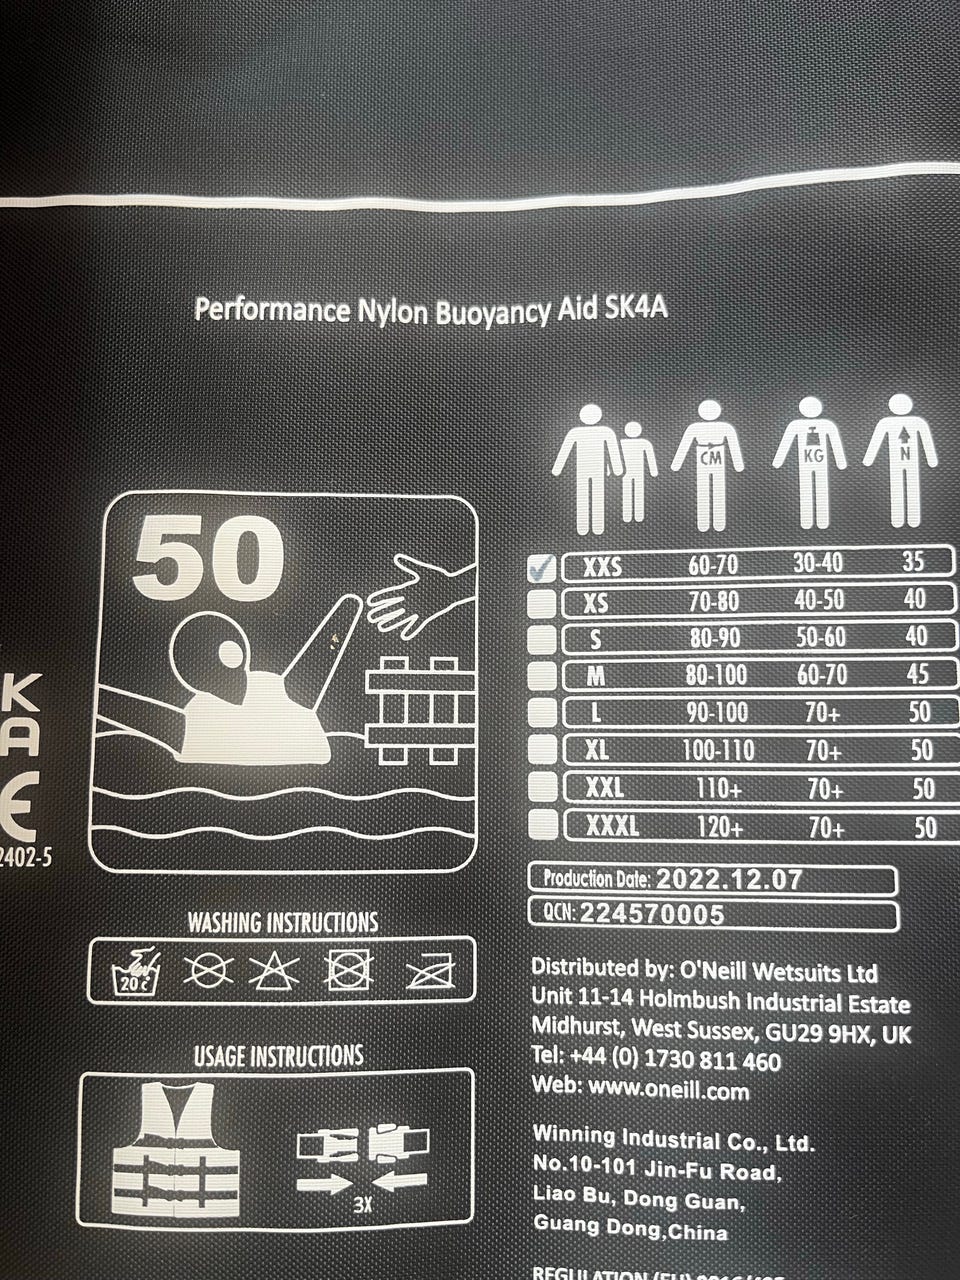 Performance Nylon Buoyancy Aid SK4A
CM KG N
50
XXS 60-70 30-40 35
XS 70-80 40-50 40
S 80-90 50-60 40
M 80-100 60-70 45
L 90-100 70+ 50
XL 100-110 70+ 50
XXL 110+ 70+ 50
XXXL 120+ 70+ 50
K
A
2402-5
Production Date: 2022.12.07
QCN: 224570005
WASHING INSTRUCTIONS
20°c
USAGE INSTRUCTIONS
3X
Distributed by: O'Neill Wetsuits Ltd
Unit 11-14 Holmbush Industrial Estate
Midhurst, West Sussex, GU29 9HX, UK
Tel: +44 (0) 1730 811 460
Web: www.oneill.com
Winning Industrial Co., Ltd.
No.10-101 Jin-Fu Road,
Liao Bu, Dong Guan,
Guang Dong,China
REGULATION (EU)